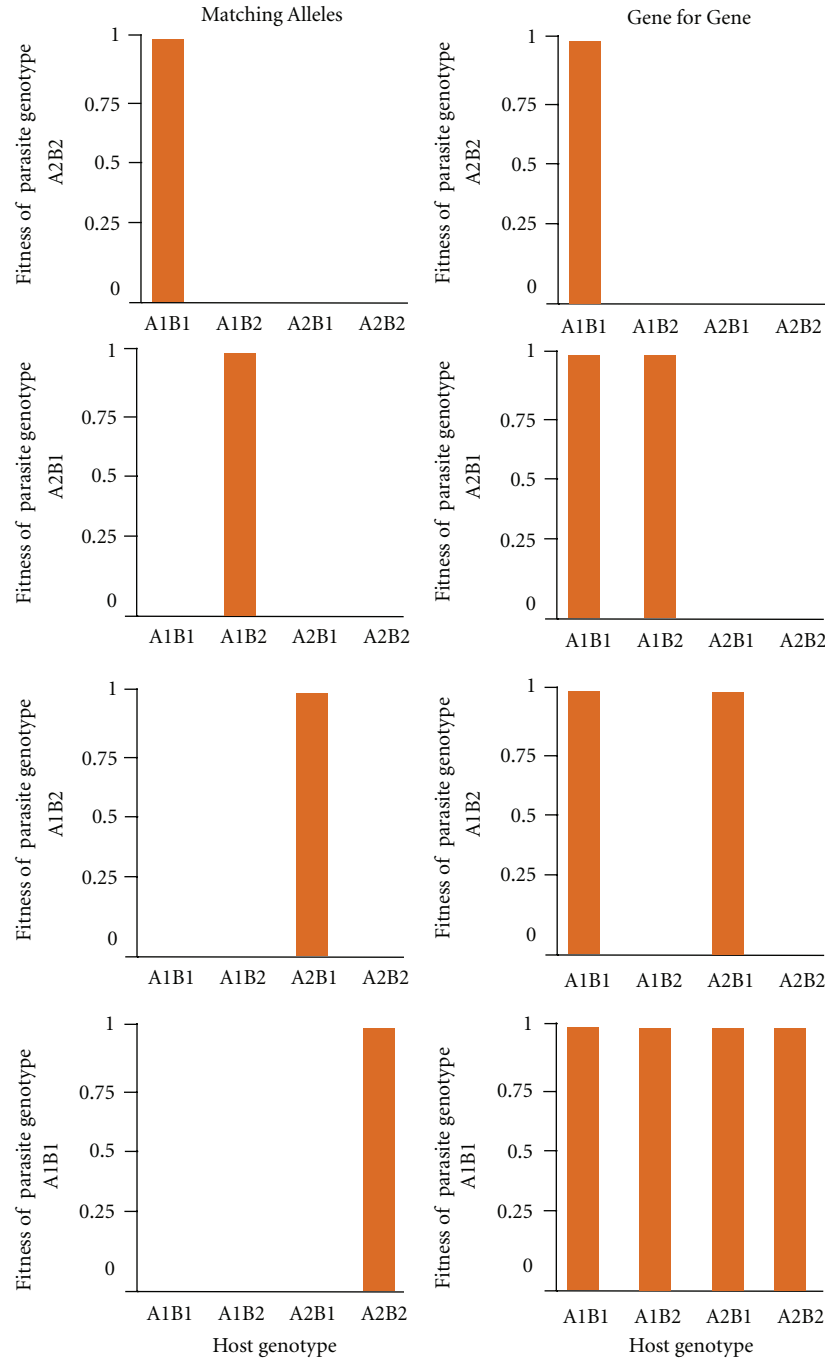 Matching Alleles
Fitness of parasite genotype
A2B2
1
0.75
0.5
0.25
0
A1B1 A1B2 A2B1 A2B2
Gene for Gene
Fitness of parasite genotype
A2B2
1
0.75
0.5
0.25
0
A1B1 A1B2 A2B1 A2B2
Fitness of parasite genotype
A2B1
1
0.75
0.5
0.25
0
A1B1 A1B2 A2B1 A2B2
Fitness of parasite genotype
A2B1
1
0.75
0.5
0.25
0
A1B1 A1B2 A2B1 A2B2
Fitness of parasite genotype
A1B2
1
0.75
0.5
0.25
0
A1B1 A1B2 A2B1 A2B2
Fitness of parasite genotype
A1B2
1
0.75
0.5
0.25
0
A1B1 A1B2 A2B1 A2B2
Fitness of parasite genotype
A1B1
1
0.75
0.5
0.25
0
A1B1 A1B2 A2B1 A2B2
Host genotype
Fitness of parasite genotype
A1B1
1
0.75
0.5
0.25
0
A1B1 A1B2 A2B1 A2B2
Host genotype